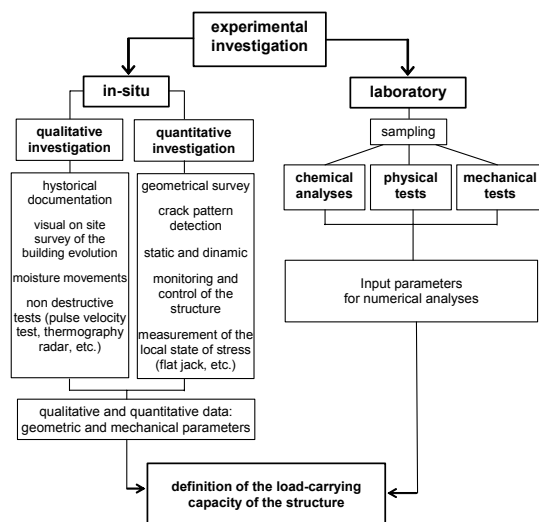 experimental
investigation
in-situ
laboratory
qualitative
investigation
quantitative
investigation
sampling
chemical
analyses
physical
tests
mechanical
tests
hystorical
documentation
visual on site
survey of the
building evolution
moisture movements
non destructive
tests (pulse velocity
test, thermography
radar, etc.)
geometrical survey
crack pattern
detection
static and dinamic
monitoring and
control of the
structure
measurement of the
local state of stress
(flat jack, etc.)
Input parameters
for numerical analyses
qualitative and quantitative data:
geometric and mechanical parameters
definition of the load-carrying
capacity of the structure